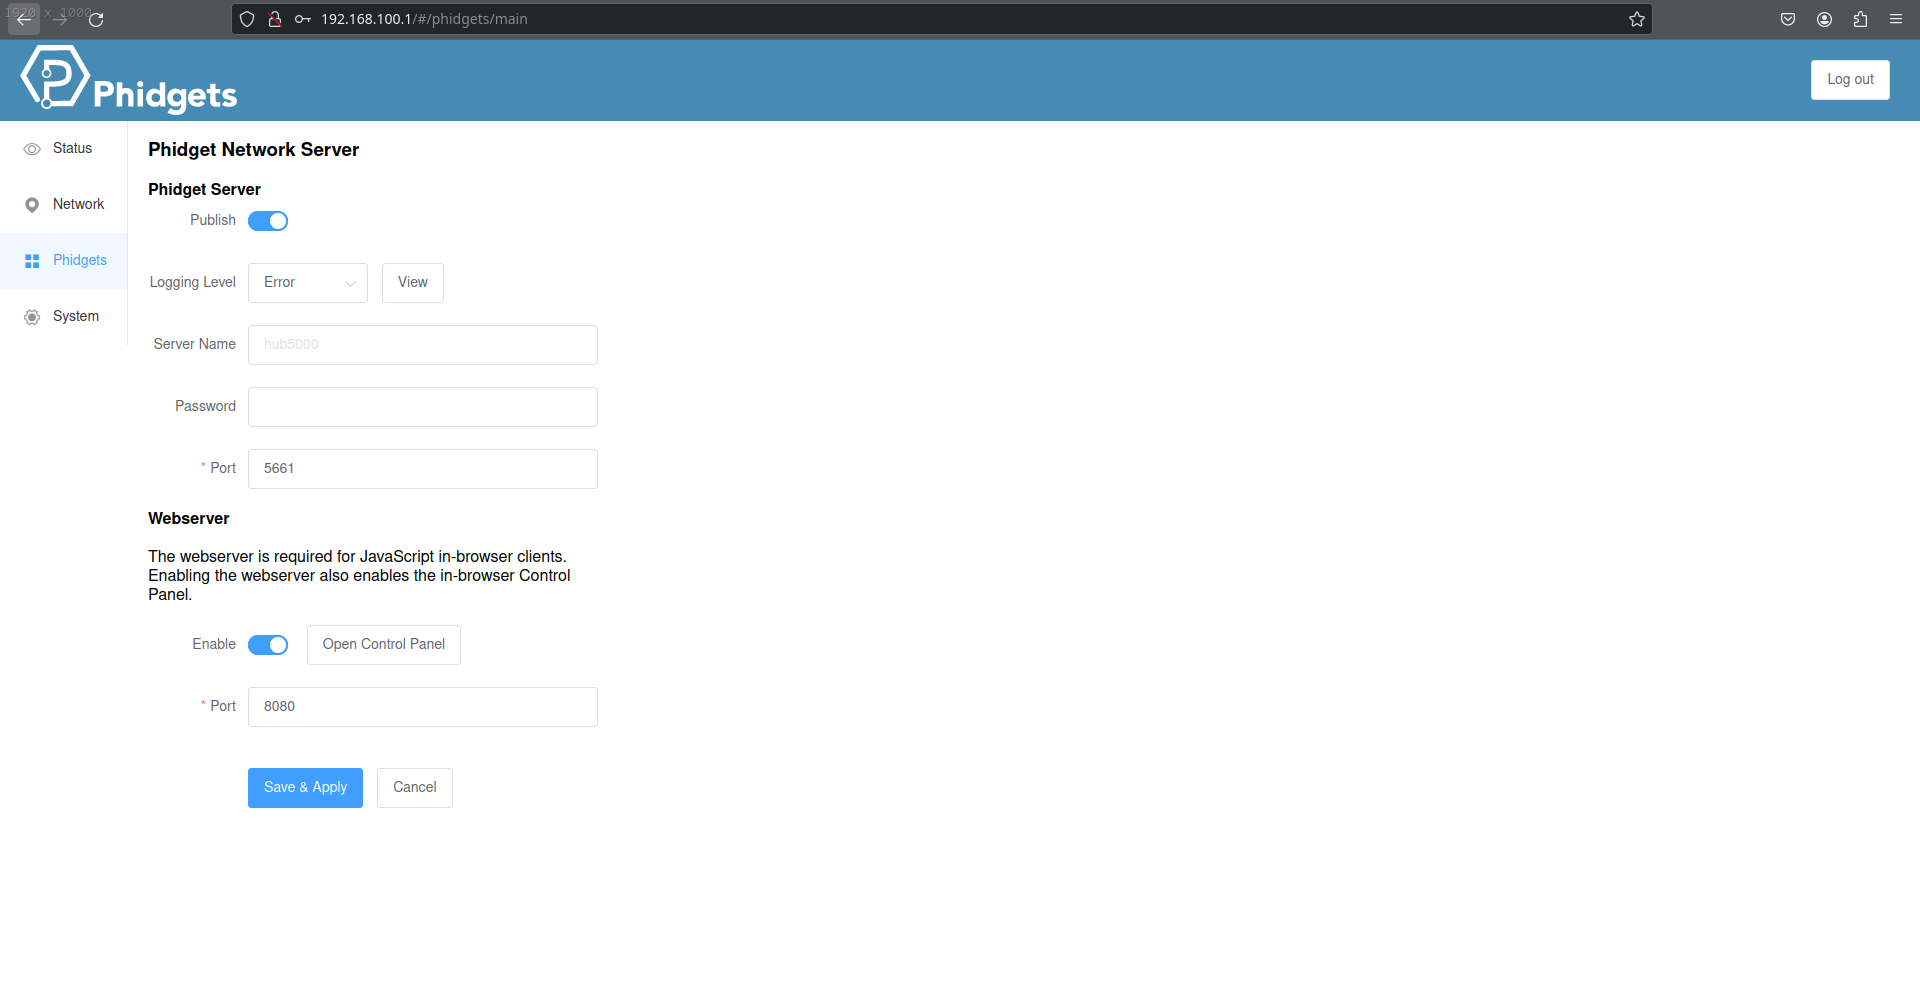 1920 x 1000
192.168.100.1/#/phidgets/main
Phidgets
Log out
Status
Network
Phidgets
System
Phidget Network Server
Phidget Server
Publish
Logging Level Error View
Server Name hub5000
Password
* Port 5661
Webserver
The webserver is required for JavaScript in-browser clients.
Enabling the webserver also enables the in-browser Control
Panel.
Enable Open Control Panel
* Port 8080
Save & Apply Cancel